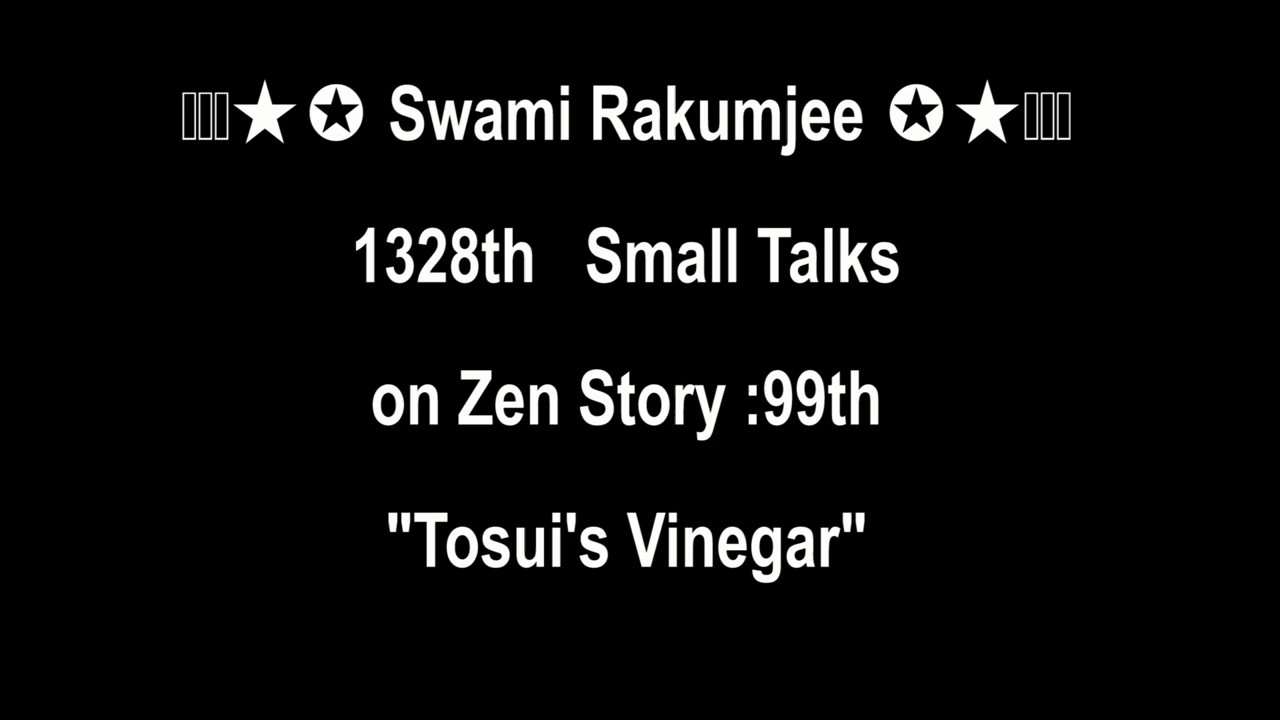 ▯▯▯★✪ Swami Rakumjee ✪★▯▯▯
1328th Small Talks
on Zen Story :99th
"Tosui's Vinegar"